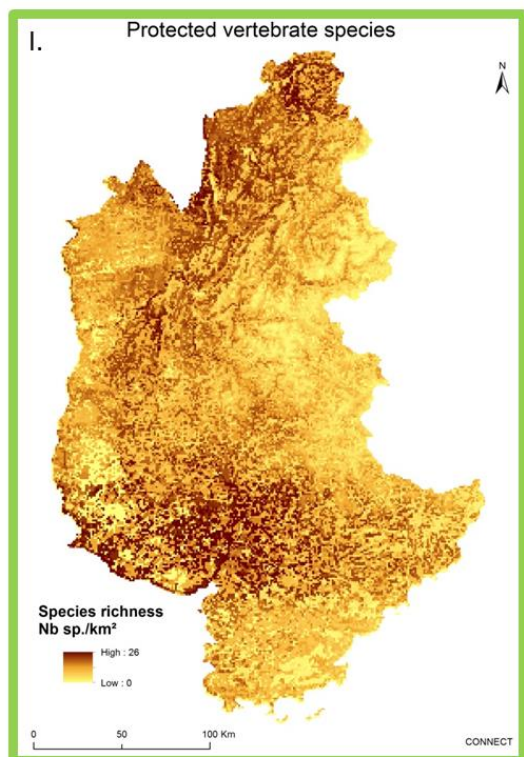 I.
Protected vertebrate species
N
Species richness
Nb sp./km²
High : 26
Low : 0
0 50 100 Km
CONNECT